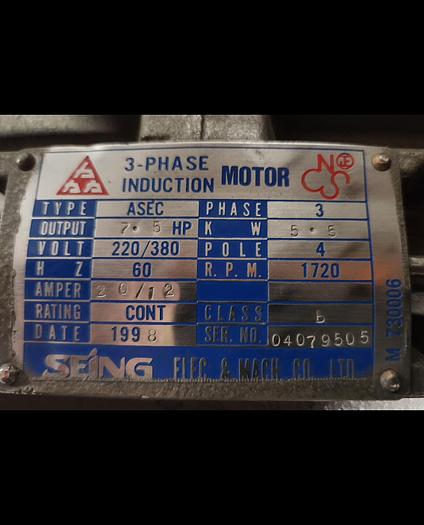 3-PHASE
INDUCTION MOTOR
AAA
N 正
TYPE ASEC PHASE 3
OUTPUT 7.5 HP K W 5.5
VOLT 220/380 POLE 4
H Z 60 R.P.M. 1720
AMPER 20/12
RATING CONT CLASS
DATE 1998 SER. NO. 04079505
SEING ELEC. & MACH. CO. LTD.
M 730006